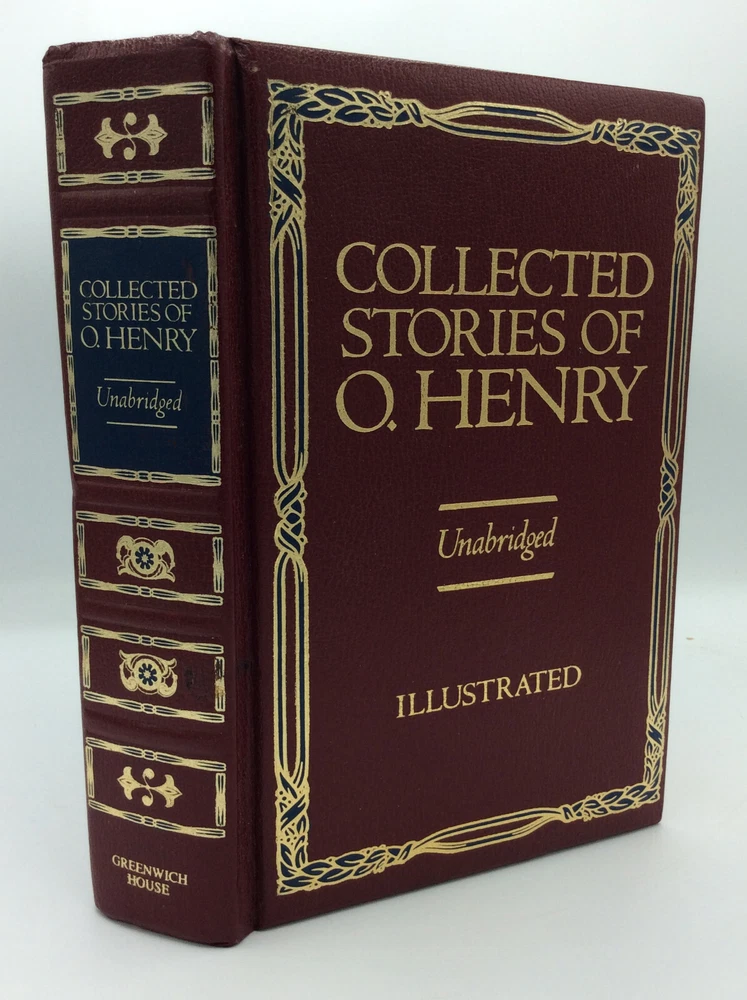 COLLECTED
STORIES OF
O. HENRY
Unabridged
GREENWICH
HOUSE
COLLECTED
STORIES OF
O. HENRY
Unabridged
ILLUSTRATED